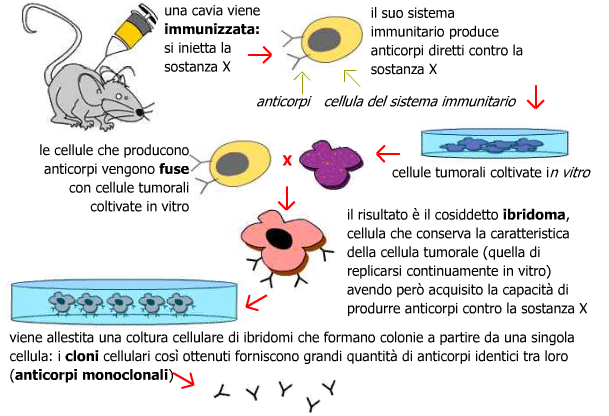 una cavia viene
immunizzata:
si inietta la
sostanza X
il suo sistema
immunitario produce
anticorpi diretti contro la
sostanza X
anticorpi
cellula del sistema immunitario
le cellule che producono
anticorpi vengono fuse
con cellule tumorali
coltivate in vitro
x
cellule tumorali coltivate in vitro
il risultato è il cosiddetto ibridoma,
cellula che conserva la caratteristica
della cellula tumorale (quella di
replicarsi continuamente in vitro)
avendo però acquisito la capacità di
produrre anticorpi contro la sostanza X
viene allestita una coltura cellulare di ibridomi che formano colonie a partire da una singola
cellula: i cloni cellulari così ottenuti forniscono grandi quantità di anticorpi identici tra loro
(anticorpi monoclonali)